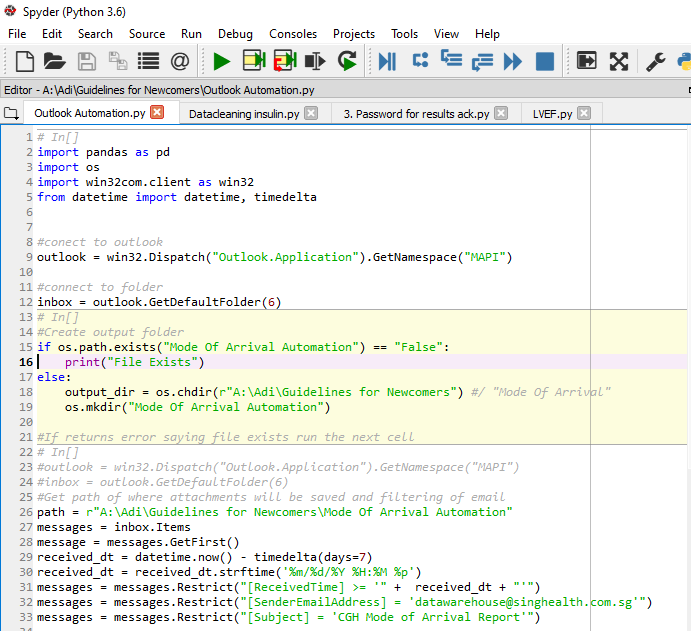 Spyder (Python 3.6)
File Edit Search Source Run Debug Consoles Projects Tools View Help
Editor - A:\Adi\Guidelines for Newcomers\Outlook Automation.py
Outlook Automation.py Datacleaning insulin.py 3. Password for results ack.py LVEF.py
1 # In[]
2 import pandas as pd
3 import os
4 import win32com.client as win32
5 from datetime import datetime, timedelta
6
7
8 #conect to outlook
9 outlook = win32.Dispatch("Outlook.Application").GetNamespace("MAPI")
10
11 #connect to folder
12 inbox = outlook.GetDefaultFolder(6)
13 # In[]
14 #Create output folder
15 if os.path.exists("Mode Of Arrival Automation") == "False":
16     print("File Exists")
17 else:
18     output_dir = os.chdir(r"A:\Adi\Guidelines for Newcomers") #/ "Mode Of Arrival"
19     os.mkdir("Mode Of Arrival Automation")
20
21 #If returns error saying file exists run the next cell
22 # In[]
23 #outlook = win32.Dispatch("Outlook.Application").GetNamespace("MAPI")
24 #inbox = outlook.GetDefaultFolder(6)
25 #Get path of where attachments will be saved and filtering of email
26 path = r"A:\Adi\Guidelines for Newcomers\Mode Of Arrival Automation"
27 messages = inbox.Items
28 message = messages.GetFirst()
29 received_dt = datetime.now() - timedelta(days=7)
30 received_dt = received_dt.strftime('%m/%d/%Y %H:%M %p')
31 messages = messages.Restrict("[ReceivedTime] >= '" +  received_dt + "'")
32 messages = messages.Restrict("[SenderEmailAddress] = 'datawarehouse@singhealth.com.sg'")
33 messages = messages.Restrict("[Subject] = 'CGH Mode of Arrival Report'")